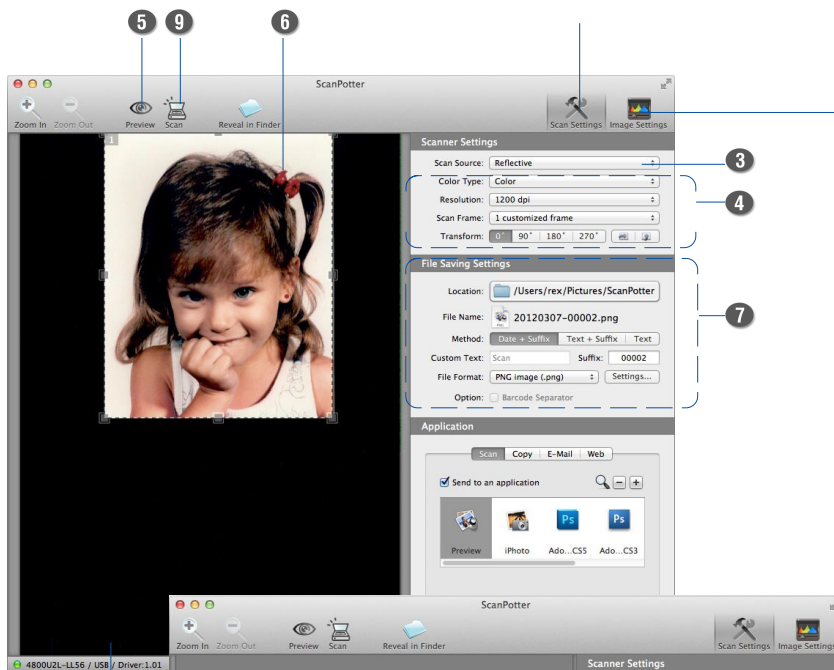 5 9 6
ScanPotter
Zoom In Zoom Out Preview Scan Reveal in Finder Scan Settings Image Settings
1
Scanner Settings
Scan Source: Reflective
3
Color Type: Color
Resolution: 1200 dpi
4
Scan Frame: 1 customized frame
Transform: 0° 90° 180° 270°
File Saving Settings
Location: /Users/rex/Pictures/ScanPotter
File Name: 20120307-00002.png
7
Method: Date + Suffix Text + Suffix Text
Custom Text: Scan Suffix: 00002
File Format: PNG image (.png) Settings...
Option: Barcode Separator
Application
Scan Copy E-Mail Web
Send to an application
Ps Ps
Preview iPhoto Ado...CS5 Ado...CS3
ScanPotter
Zoom In Zoom Out Preview Scan Reveal in Finder Scan Settings Image Settings
4800U2L-LL56 / USB / Driver:1.01
Scanner Settings